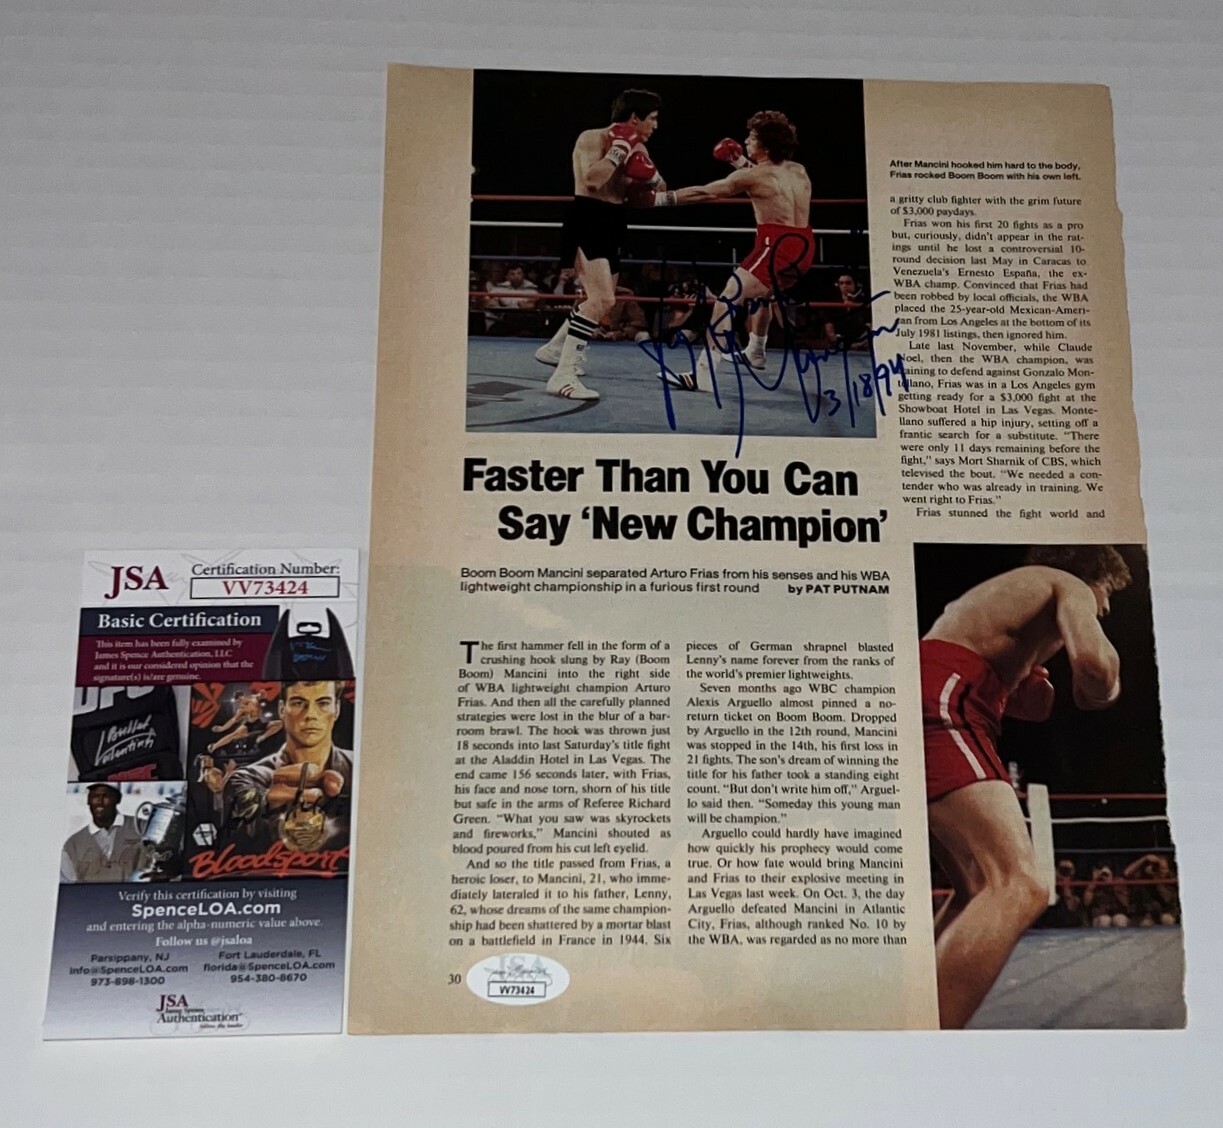 After Mancini hooked him hard to the body,
Frias rocked Boom Boom with his own left.
a gritty club fighter with the grim future
of $3,000 paydays.
Frias won his first 20 fights as a pro
but, curiously, didn't appear in the rat-
ings until he lost a controversial 10-
round decision last May in Caracas to
Venezuela's Ernesto España, the ex-
WBA champ. Convinced that Frias had
been robbed by local officials, the WBA
placed the 25-year-old Mexican-Ameri-
can from Los Angeles at the bottom of its
July 1981 listings, then ignored him.
Late last November, while Claude
Noel, then the WBA champion, was
training to defend against Gonzalo Mon-
tellano, Frias was in a Los Angeles gym
getting ready for a $3,000 fight at the
Showboat Hotel in Las Vegas. Monte-
llano suffered a hip injury, setting off a
frantic search for a substitute. "There
were only 11 days remaining before the
fight," says Mort Sharnik of CBS, which
televised the bout. "We needed a con-
tender who was already in training. We
went right to Frias."
Frias stunned the fight world and
Ray "Boom Boom" Mancini
3/18/94
Faster Than You Can
Say 'New Champion'
Boom Boom Mancini separated Arturo Frias from his senses and his WBA
lightweight championship in a furious first round by PAT PUTNAM
The first hammer fell in the form of a
crushing hook slung by Ray (Boom
Boom) Mancini into the right side
of WBA lightweight champion Arturo
Frias. And then all the carefully planned
strategies were lost in the blur of a bar-
room brawl. The hook was thrown just
18 seconds into last Saturday's title fight
at the Aladdin Hotel in Las Vegas. The
end came 156 seconds later, with Frias,
his face and nose torn, shorn of his title
but safe in the arms of Referee Richard
Green. "What you saw was skyrockets
and fireworks," Mancini shouted as
blood poured from his cut left eyelid.
And so the title passed from Frias, a
heroic loser, to Mancini, 21, who imme-
diately lateraled it to his father, Lenny,
62, whose dreams of the same champion-
ship had been shattered by a mortar blast
on a battlefield in France in 1944. Six
pieces of German shrapnel blasted
Lenny's name forever from the ranks of
the world's premier lightweights.
Seven months ago WBC champion
Alexis Arguello almost pinned a no-
return ticket on Boom Boom. Dropped
by Arguello in the 12th round, Mancini
was stopped in the 14th, his first loss in
21 fights. The son's dream of winning the
title for his father took a standing eight
count. "But don't write him off," Arguel-
lo said then. "Someday this young man
will be champion."
Arguello could hardly have imagined
how quickly his prophecy would come
true. Or how fate would bring Mancini
and Frias to their explosive meeting in
Las Vegas last week. On Oct. 3, the day
Arguello defeated Mancini in Atlantic
City, Frias, although ranked No. 10 by
the WBA, was regarded as no more than
30
JSA
VV73424
JSA
Certification Number:
VV73424
Basic Certification
This item has been fully examined by
James Spence Authentication, LLC
and it is our considered opinion that the
signature(s) is/are genuine.
Bloodsport
Verify this certification by visiting
SpenceLOA.com
and entering the alpha-numeric value above.
Follow us @jsaloa
Parsippany, NJ
info@SpenceLOA.com
973-898-1300
Fort Lauderdale, FL
florida@SpenceLOA.com
954-380-8670
JSA
James Spence
Authentication